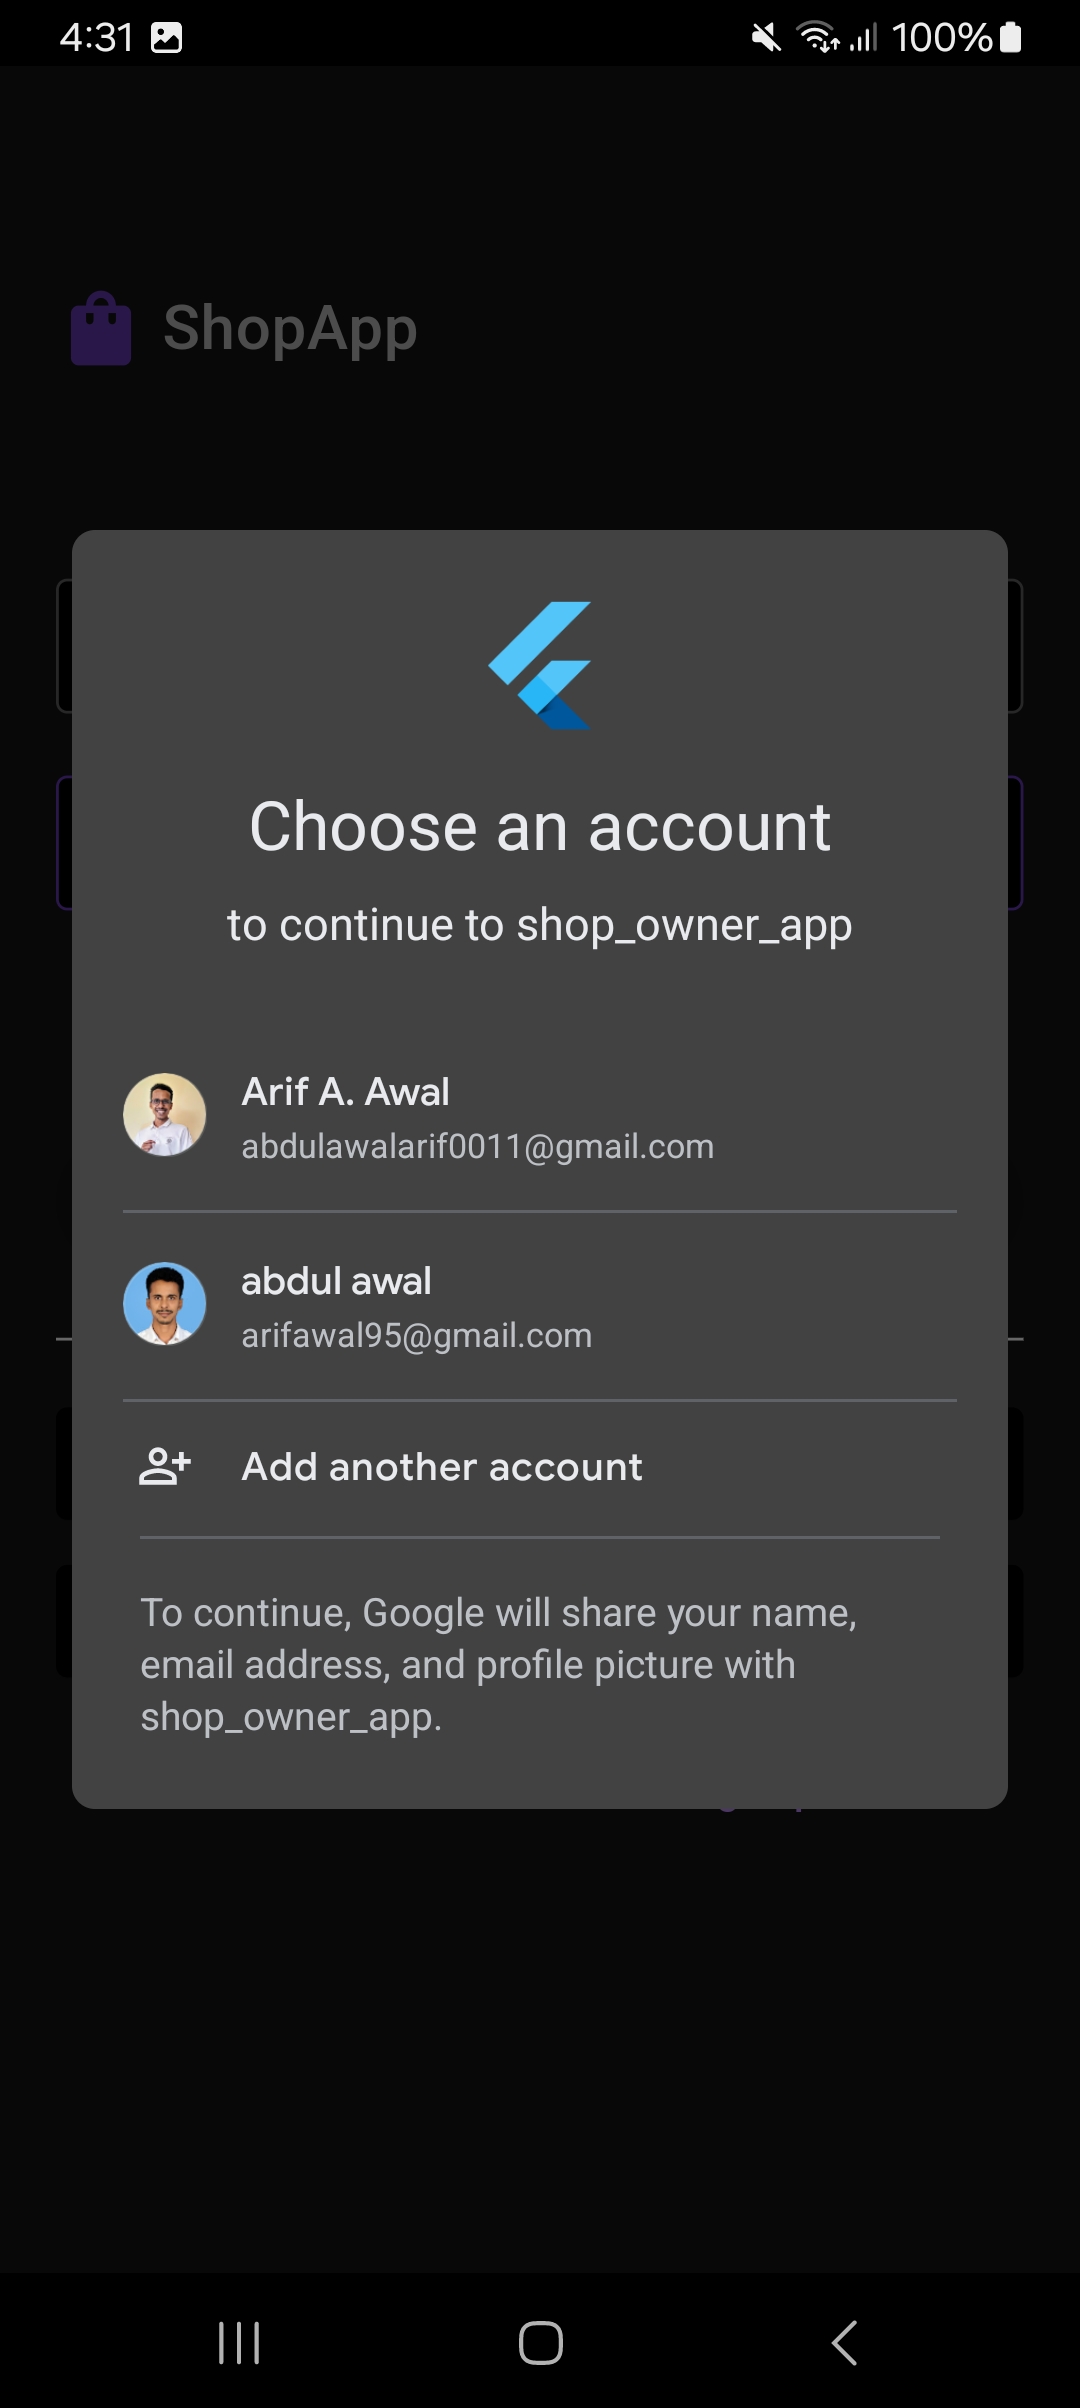 4:31
100%
ShopApp
Choose an account
to continue to shop_owner_app
Arif A. Awal
abdulawalarif0011@gmail.com
abdul awal
arifawal95@gmail.com
Add another account
To continue, Google will share your name,
email address, and profile picture with
shop_owner_app.